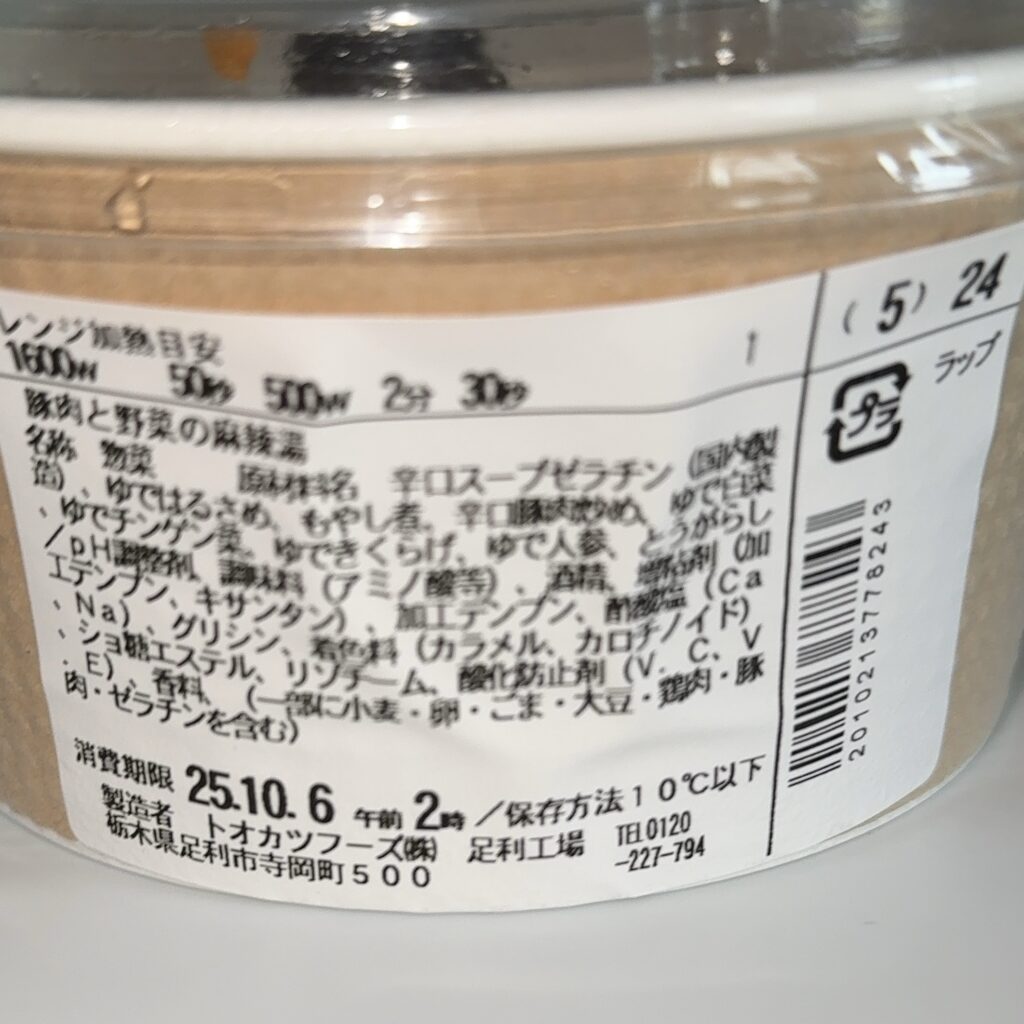 レンジ加熱目安
1600W 50秒 500W 2分 30秒
1
(5) 24
ラップ
プラ
豚肉と野菜の麻辣湯
名称 惣菜 原材料名 辛口スープゼラチン(国内製
造)、ゆではるさめ、もやし煮、辛口豚肉炒め、ゆで白菜
、ゆでチンゲン菜、ゆできくらげ、ゆで人参、とうがらし
/pH調整剤、調味料(アミノ酸等)、酒精、増粘剤(加
工デンプン、キサンタン)、加工デンプン、酢酸塩(Ca
、Na)、グリシン、着色料(カラメル、カロチノイド)
、ショ糖エステル、リゾチーム、酸化防止剤(V.C、V
.E)、香料、(一部に小麦・卵・ごま・大豆・鶏肉・豚
肉・ゼラチンを含む)
消費期限 25.10.6 午前 2時 /保存方法10℃以下
製造者 トオカツフーズ㈱ 足利工場 TEL0120
栃木県足利市寺岡町500 -227-794
2010213778243